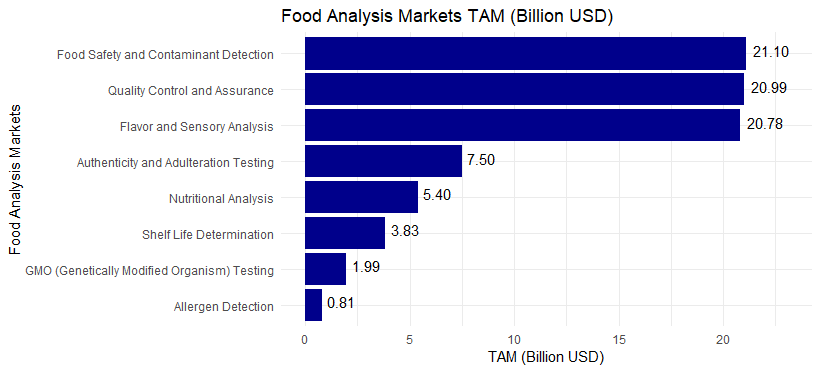 Food Analysis Markets TAM (Billion USD)
Food Analysis Markets
Food Safety and Contaminant Detection 21.10
Quality Control and Assurance 20.99
Flavor and Sensory Analysis 20.78
Authenticity and Adulteration Testing 7.50
Nutritional Analysis 5.40
Shelf Life Determination 3.83
GMO (Genetically Modified Organism) Testing 1.99
Allergen Detection 0.81
0 5 10 15 20
TAM (Billion USD)